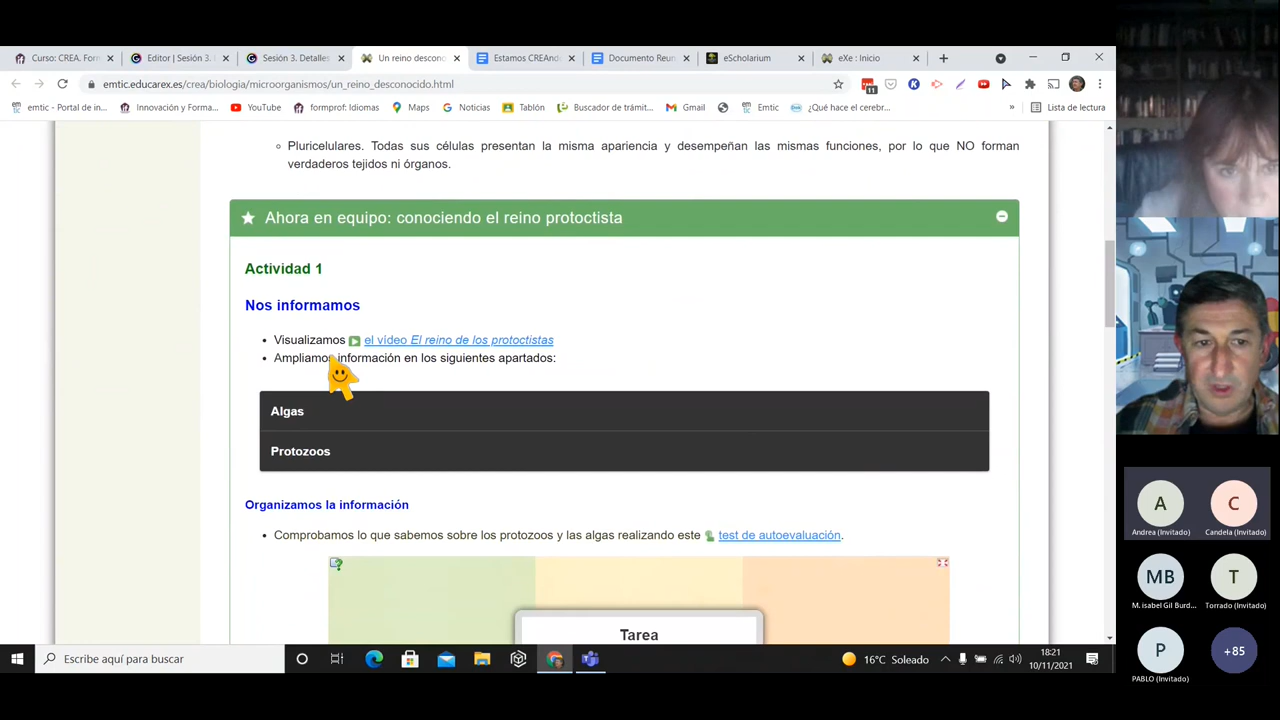 Curso: CREA. Form
Editor | Sesión 3. D
Sesión 3. Detalles
Un reino descono
Estamos CREAnd
Documento Reun
eScholarium
eXe : Inicio
emtic.educarex.es/crea/biologia/microorganismos/un_reino_desconocido.html
11
emtic - Portal de in...
Innovación y Forma...
YouTube
formprof: Idiomas
Maps
Noticias
Tablón
Buscador de trámit...
Gmail
Emtic
¿Qué hace el cerebr...
»
Lista de lectura
Pluricelulares. Todas sus células presentan la misma apariencia y desempeñan las mismas funciones, por lo que NO forman
verdaderos tejidos ni órganos.
Ahora en equipo: conociendo el reino protoctista
Actividad 1
Nos informamos
Visualizamos el vídeo El reino de los protoctistas
Ampliamos información en los siguientes apartados:
Algas
Protozoos
Organizamos la información
Comprobamos lo que sabemos sobre los protozoos y las algas realizando este test de autoevaluación.
Tarea
A
C
Andrea (Invitado)
Candela (Invitado)
MB
T
M. isabel Gil Burd...
Torrado (Invitado)
P
+85
PABLO (Invitado)
Escribe aquí para buscar
16°C Soleado
18:21
10/11/2021